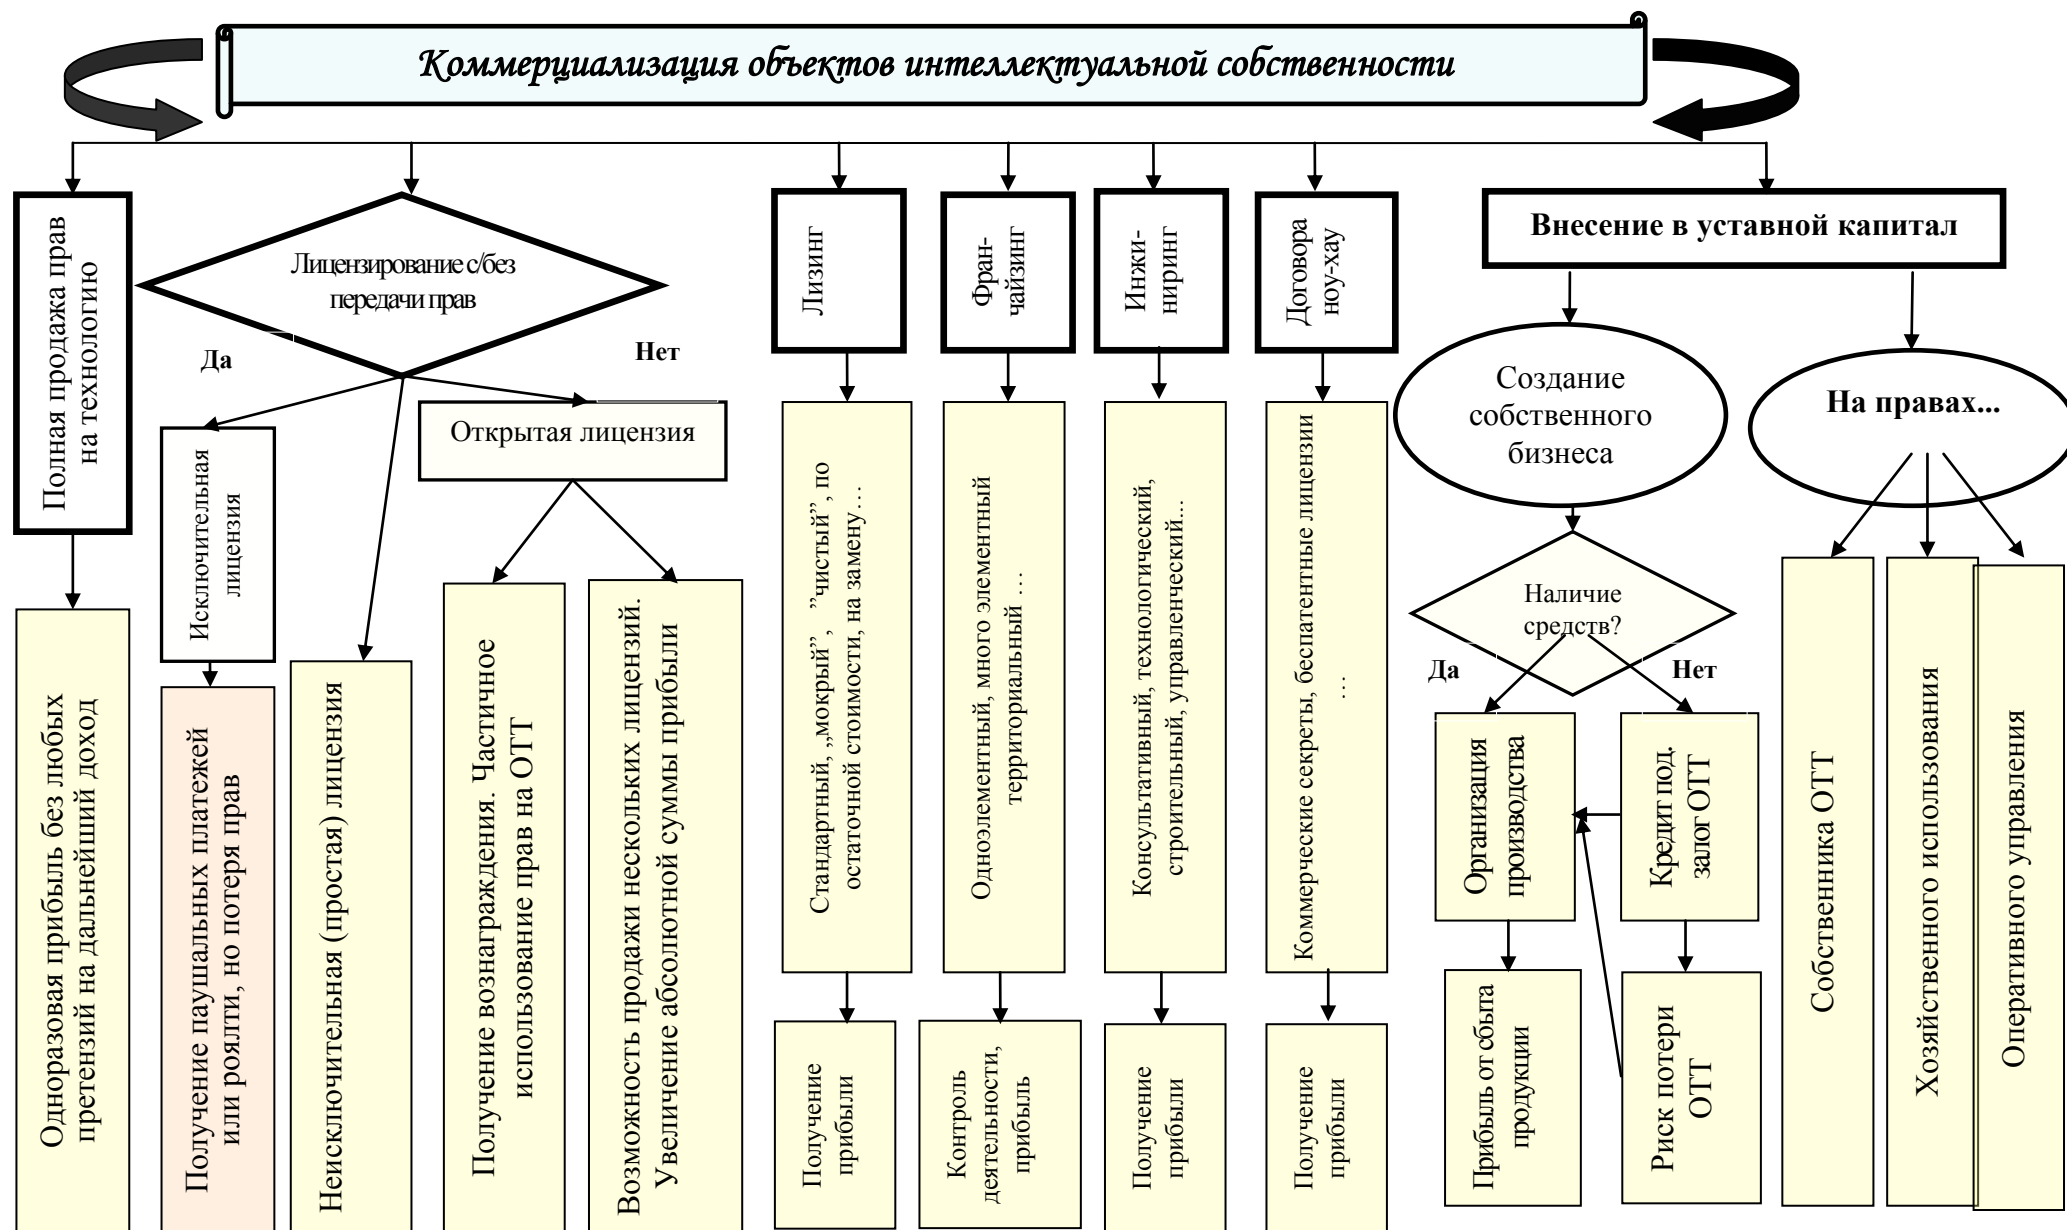 Коммерциализация объектов интеллектуальной собственности
Полная продажа прав
на технологию
Лицензирование с/без
передачи прав
Лизинг
Фран-
чайзинг
Инжи-
ниринг
Договора
ноу-хау
Внесение в уставной капитал
Да
Нет
Исключительная
лицензия
Открытая лицензия
Создание
собственного
бизнеса
На правах...
Одноразовая прибыль без любых
претензий на дальнейший доход
Получение паушальных платежей
или роялти, но потеря прав
Неисключительная (простая) лицензия
Получение вознаграждения. Частичное
использование прав на ОТТ
Возможность продажи нескольких лицензий.
Увеличение абсолютной суммы прибыли
Стандартный, „мокрый”, ”чистый”, по
остаточной стоимости, на замену…
Одноэлементный, много элементный
территориальный …
Консультативный, технологический,
строительный, управленческий...
Коммерческие секреты, беспатентные лицензии
…
Наличие
средств?
Да
Нет
Организация
производства
Кредит под.
залог ОТТ
Собственника ОТТ
Хозяйственного использования
Оперативного управления
Получение
прибыли
Контроль
деятельности,
прибыль
Получение
прибыли
Получение
прибыли
Прибыль от сбыта
продукции
Риск потери
ОТТ